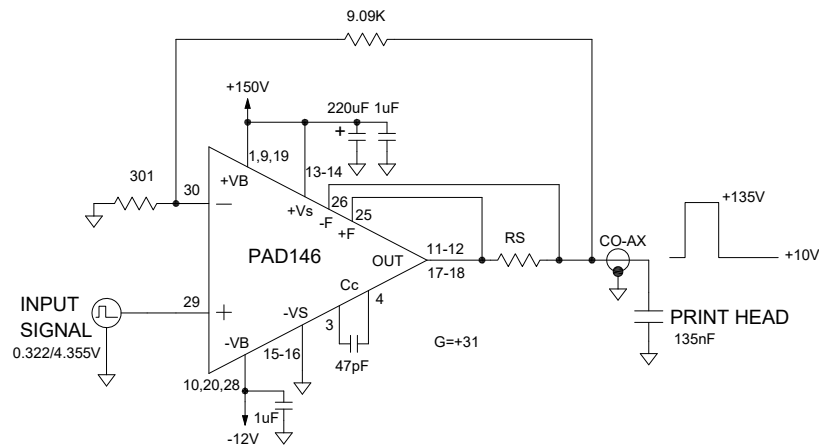 9.09K
+150V
220uF 1uF
+
301
1,9,19
13-14
30
+VB
+Vs
26
-F
25
+F
−
PAD146
OUT
11-12
17-18
RS
CO-AX
+135V
+10V
INPUT
SIGNAL
0.322/4.355V
29
+
Cc
4
3
-VS
-VB
15-16
47pF
G=+31
PRINT HEAD
135nF
10,20,28
1uF
-12V